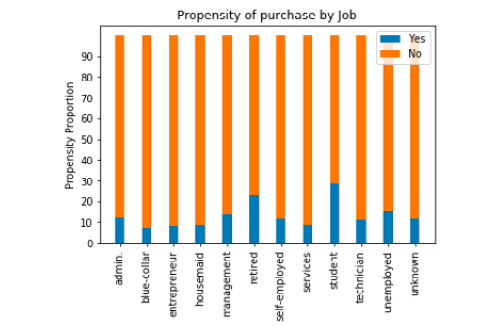 Propensity of purchase by Job
Yes
No
Propensity Proportion
90
80
70
60
50
40
30
20
10
0
admin.
blue-collar
entrepreneur
housemaid
management
retired
self-employed
services
student
technician
unemployed
unknown